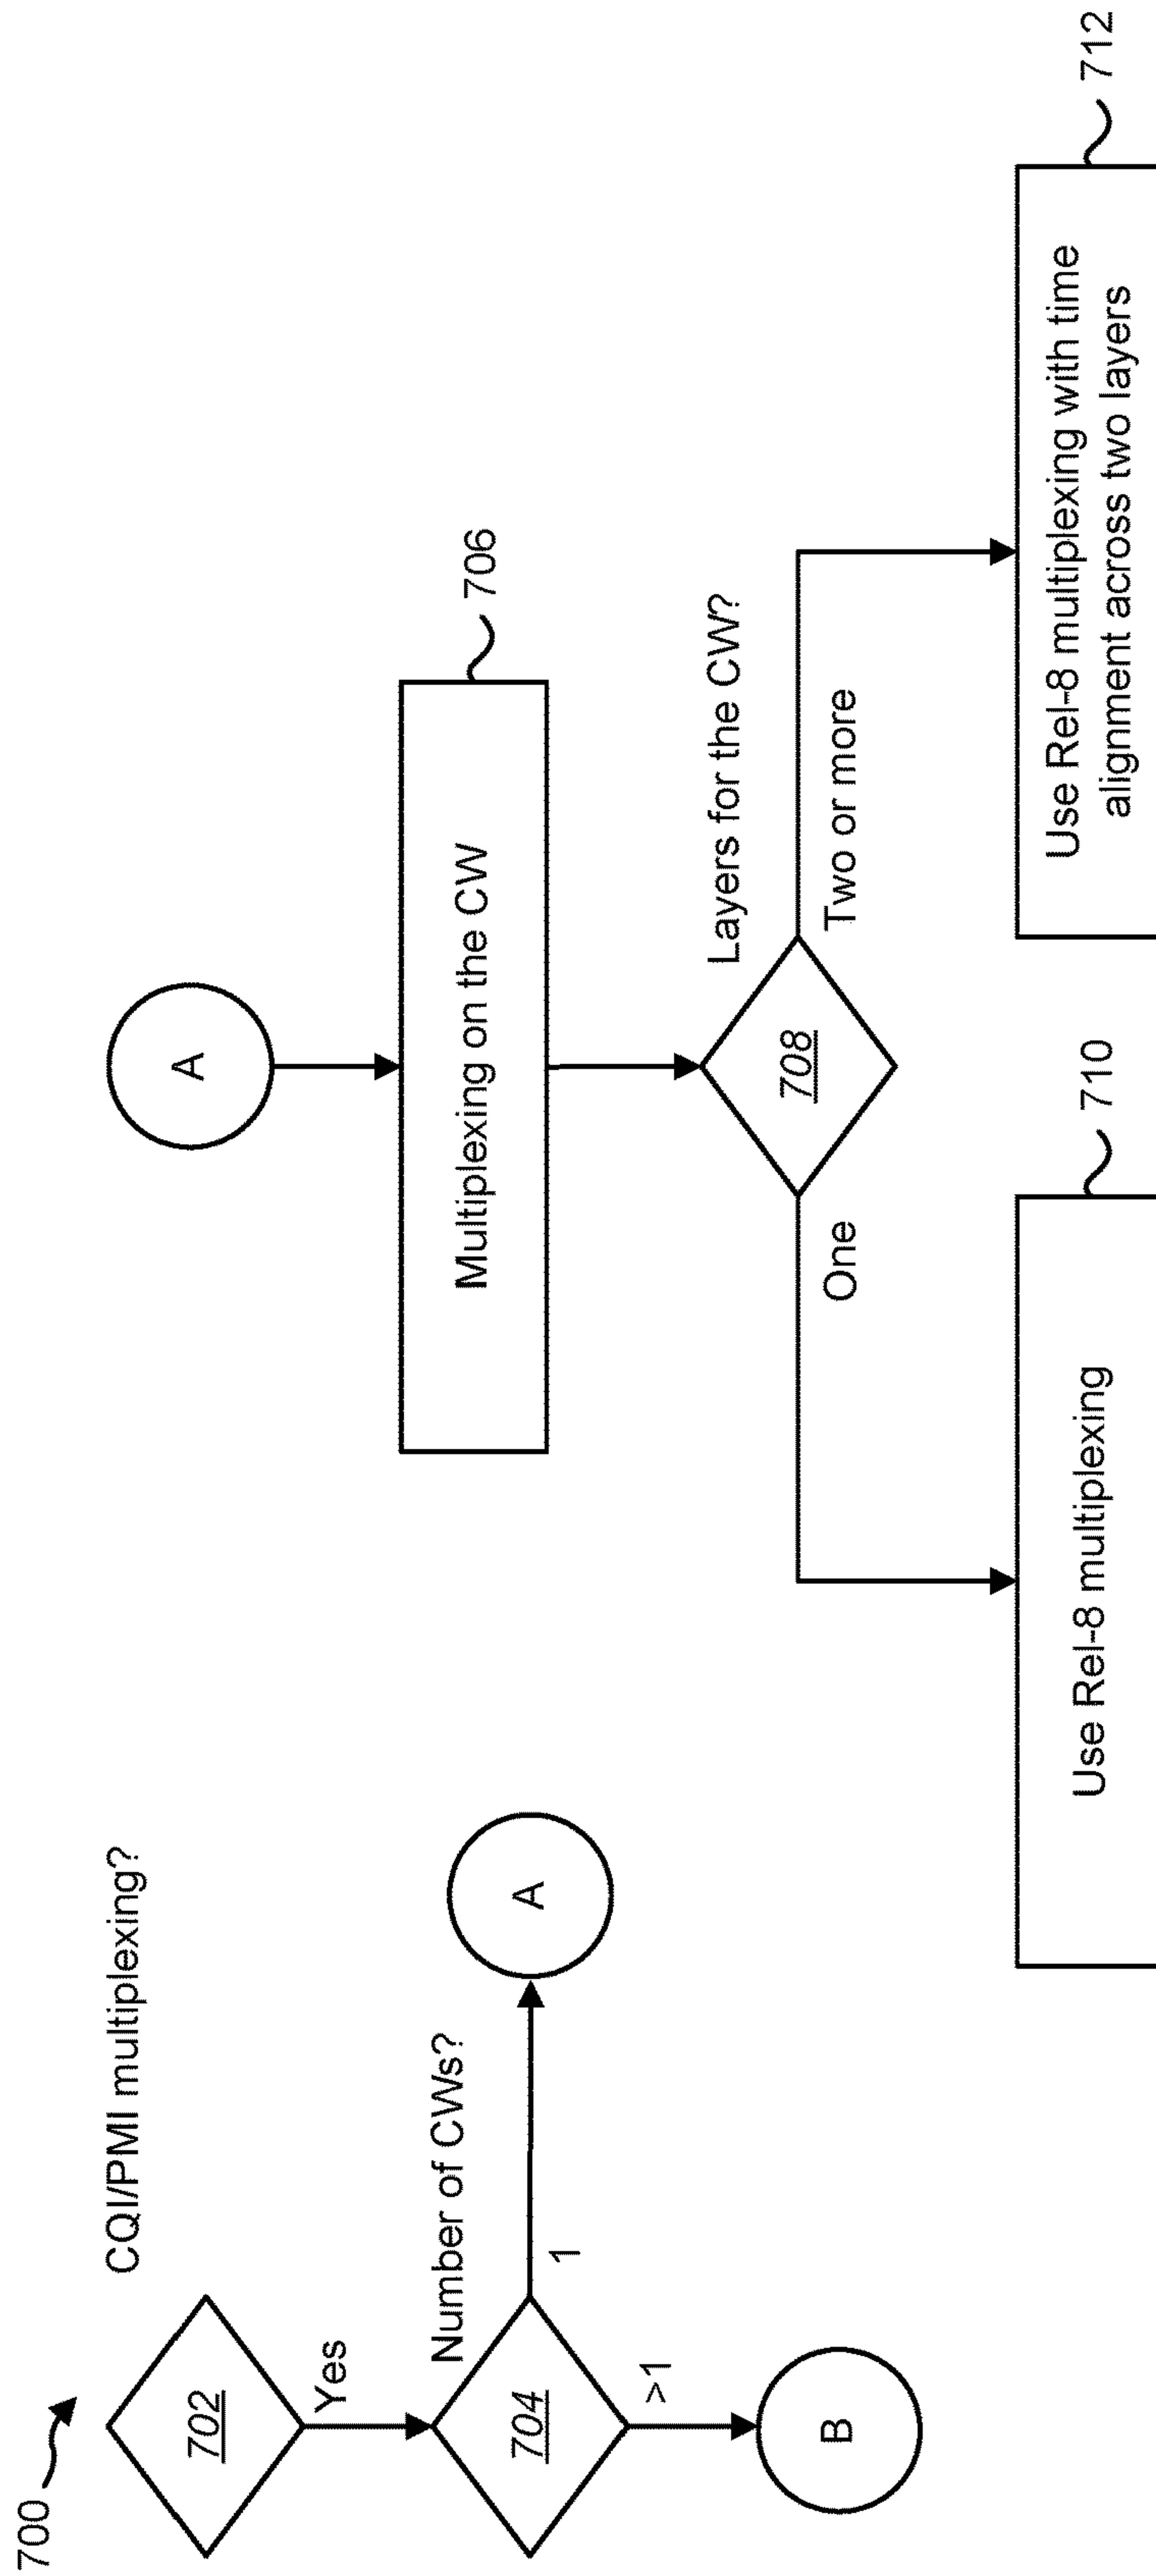 700
CQI/PMI multiplexing?
702
Yes
Number of CWs?
704
1
A
>1
B
A
Multiplexing on the CW
706
Layers for the CW?
708
One
Two or more
Use Rel-8 multiplexing
710
Use Rel-8 multiplexing with time
alignment across two layers
712